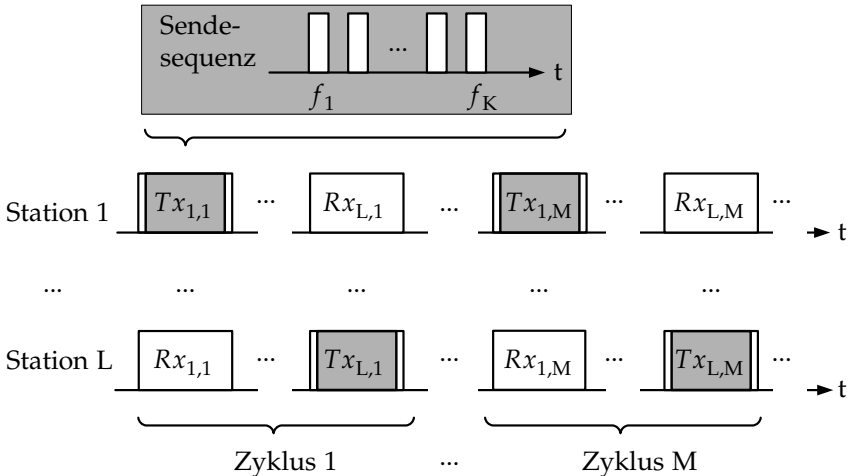 Sende-
sequenz
...
t
f1 fK
Station 1 Tx1,1 ... RxL,1 ... Tx1,M ... RxL,M ... t
... ... ... ... ...
Station L Rx1,1 ... TxL,1 ... Rx1,M ... TxL,M ... t
Zyklus 1 ... Zyklus M